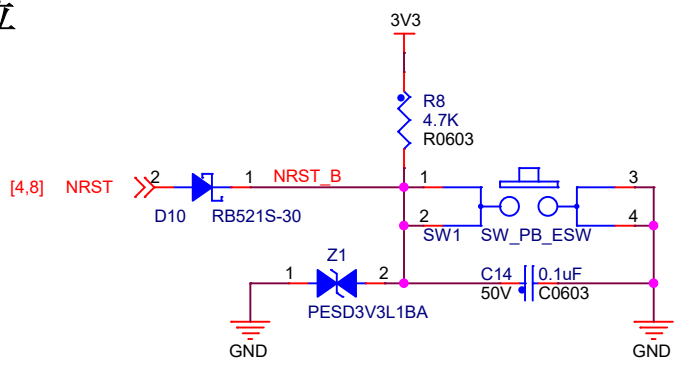 位
3V3
R8
4.7K
R0603
[4,8] NRST 2 1 NRST_B 1 3
D10 RB521S-30 2 SW1 SW_PB_ESW 4
Z1
1 2 C14 0.1uF
PESD3V3L1BA 50V C0603
GND GND